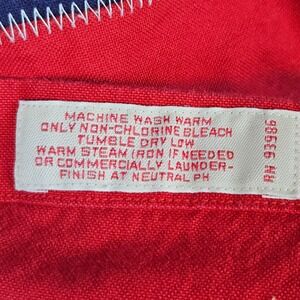 MACHINE WASH WARM
ONLY NON-CHLORINE BLEACH
TUMBLE DRY LOW
WARM STEAM IRON IF NEEDED
OR COMMERCIALLY LAUNDER-
FINISH AT NEUTRAL PH
RN 63986